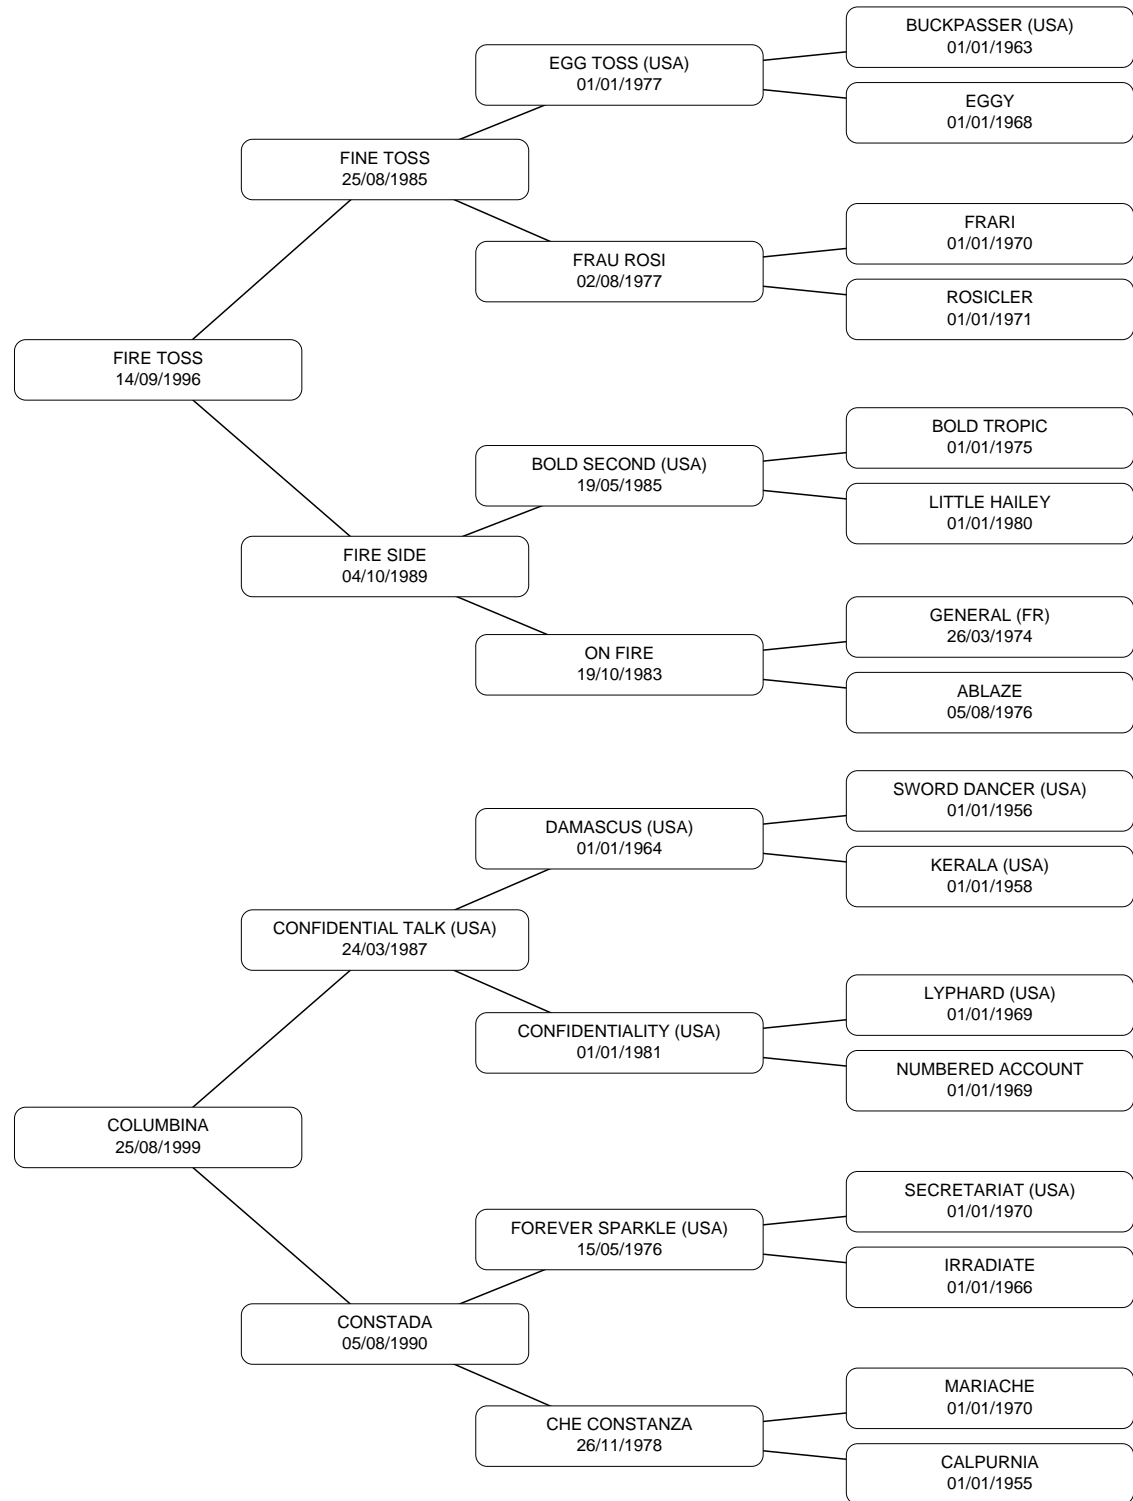 BUCKPASSER (USA)
01/01/1963
EGG TOSS (USA)
01/01/1977
EGGY
01/01/1968
FINE TOSS
25/08/1985
FRARI
01/01/1970
FRAU ROSI
02/08/1977
ROSICLER
01/01/1971
FIRE TOSS
14/09/1996
BOLD TROPIC
01/01/1975
BOLD SECOND (USA)
19/05/1985
LITTLE HAILEY
01/01/1980
FIRE SIDE
04/10/1989
GENERAL (FR)
26/03/1974
ON FIRE
19/10/1983
ABLAZE
05/08/1976
SWORD DANCER (USA)
01/01/1956
DAMASCUS (USA)
01/01/1964
KERALA (USA)
01/01/1958
CONFIDENTIAL TALK (USA)
24/03/1987
LYPHARD (USA)
01/01/1969
CONFIDENTIALITY (USA)
01/01/1981
NUMBERED ACCOUNT
01/01/1969
COLUMBINA
25/08/1999
SECRETARIAT (USA)
01/01/1970
FOREVER SPARKLE (USA)
15/05/1976
IRRADIATE
01/01/1966
CONSTADA
05/08/1990
MARIACHE
01/01/1970
CHE CONSTANZA
26/11/1978
CALPURNIA
01/01/1955